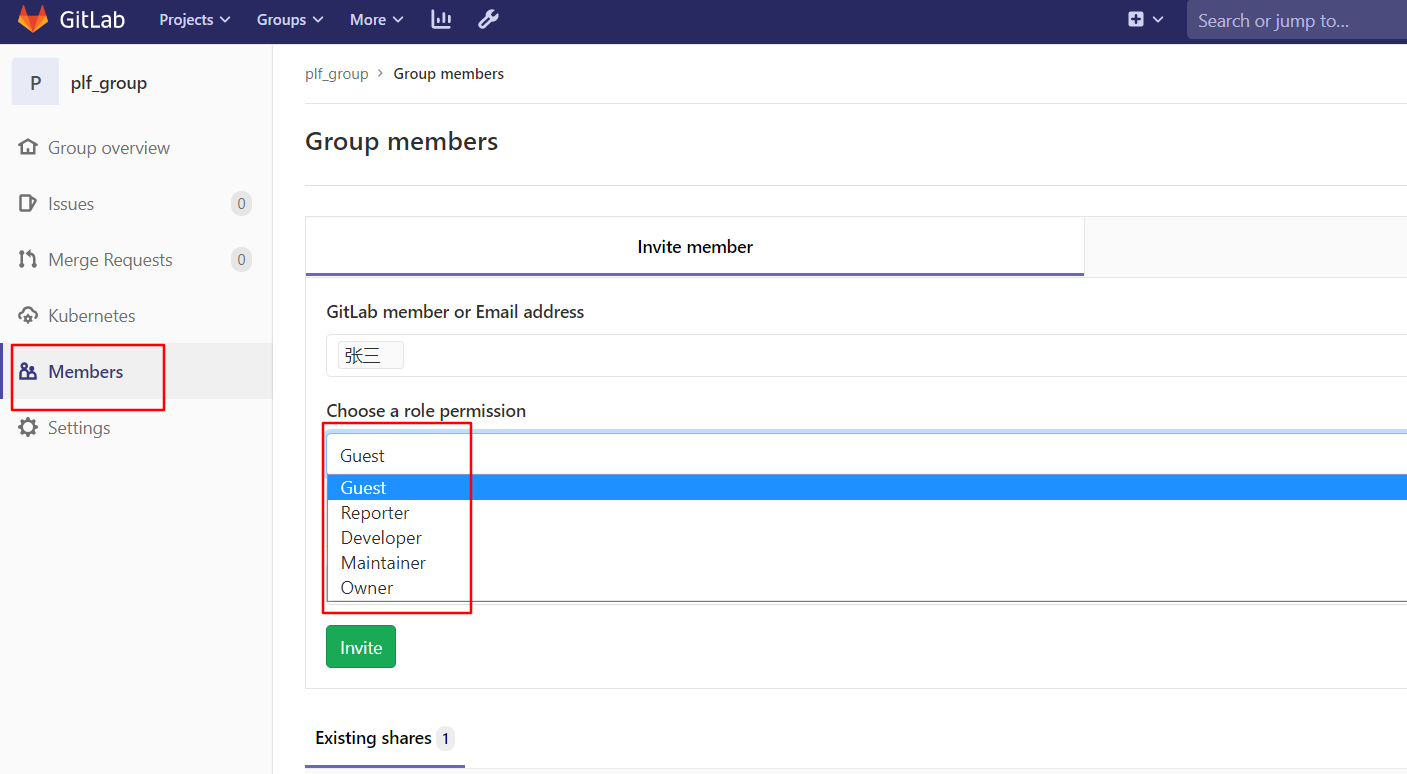 GitLab Projects Groups More Search or jump to...
P plf_group
Group overview
Issues 0
Merge Requests 0
Kubernetes
Members
Settings
plf_group > Group members
Group members
Invite member
GitLab member or Email address
张三
Choose a role permission
Guest
Guest
Reporter
Developer
Maintainer
Owner
Invite
Existing shares 1